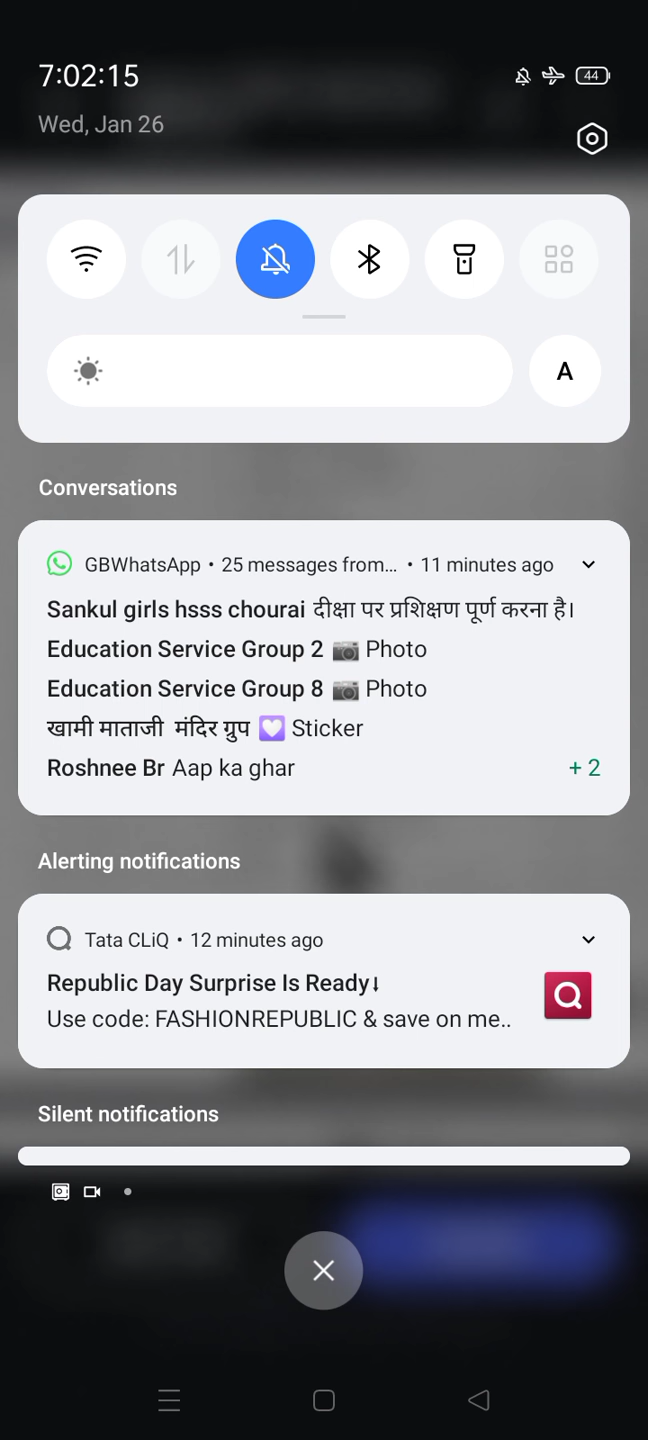 7:02:15
44
Wed, Jan 26
A
Conversations
GBWhatsApp • 25 messages from... • 11 minutes ago
Sankul girls hsss chourai दीक्षा पर प्रशिक्षण पूर्ण करना है।
Education Service Group 2 📷 Photo
Education Service Group 8 📷 Photo
खामी माताजी मंदिर ग्रुप 💟 Sticker
Roshnee Br Aap ka ghar + 2
Alerting notifications
Tata CLiQ • 12 minutes ago
Republic Day Surprise Is Ready⭣
Use code: FASHIONREPUBLIC & save on me..
Silent notifications